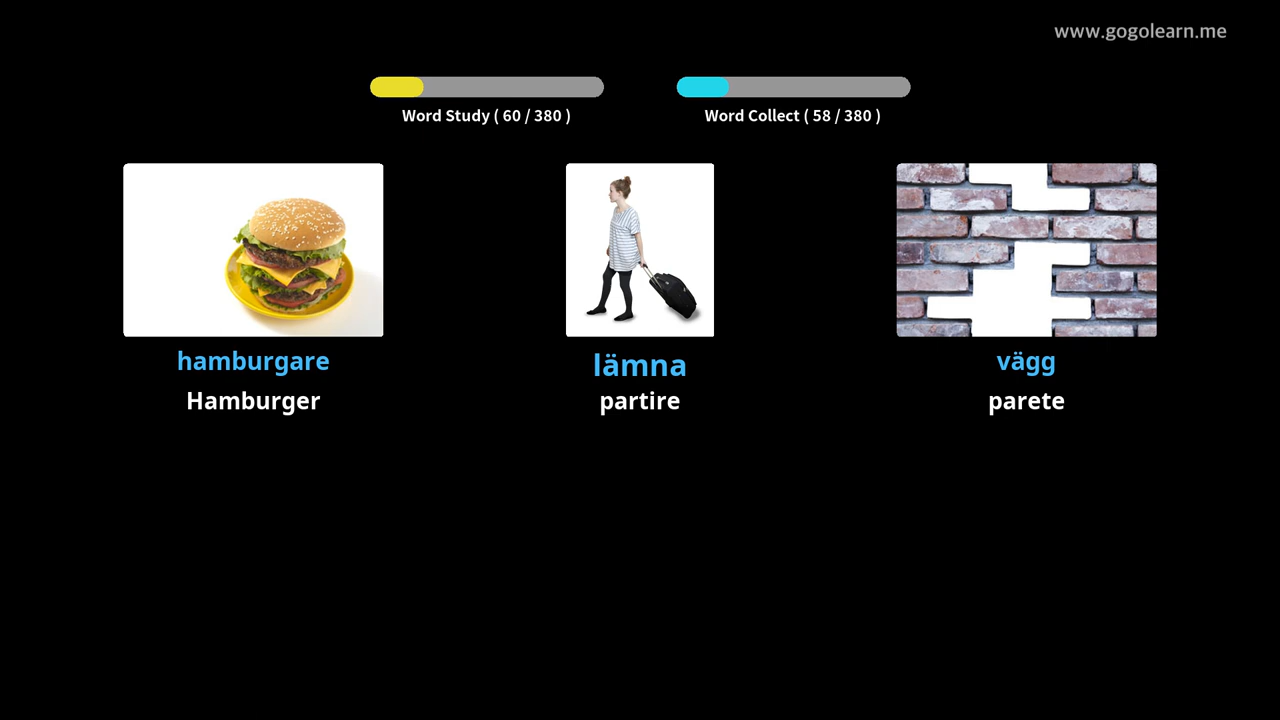 www.gogolearn.me
Word Study ( 60 / 380 )
Word Collect ( 58 / 380 )
hamburgare
Hamburger
lämna
partire
vägg
parete